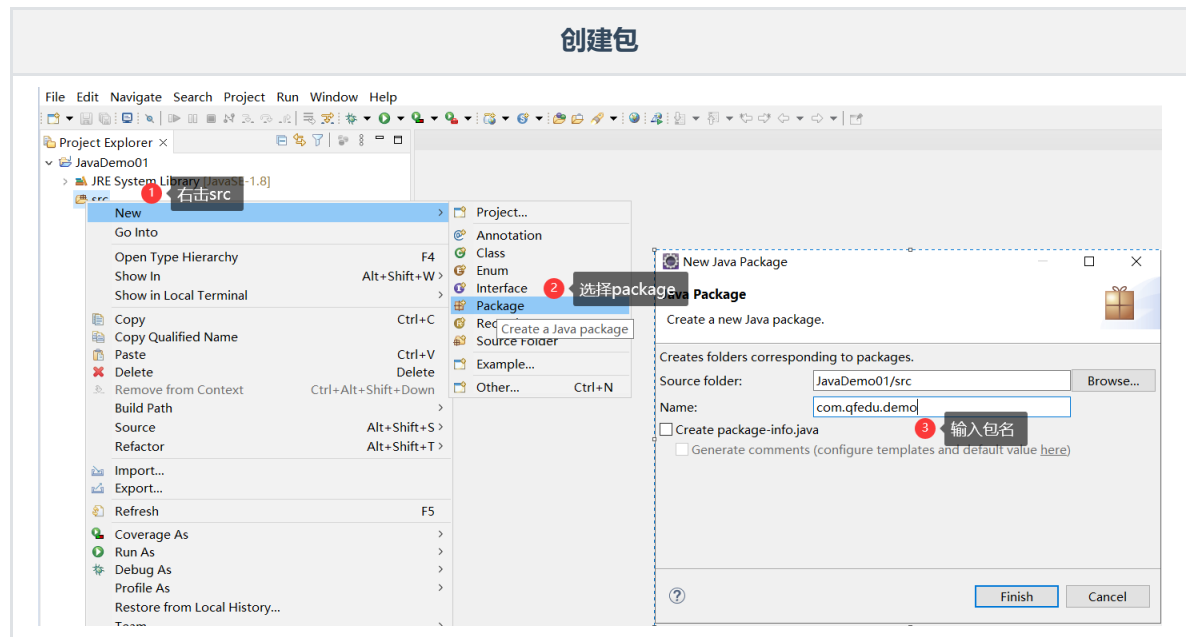 创建包
File Edit Navigate Search Project Run Window Help
Project Explorer
JavaDemo01
JRE System Library [JavaSE-1.8]
1 右击src
src
New
Go Into
Open Type Hierarchy F4
Show In Alt+Shift+W
Show in Local Terminal
Copy Ctrl+C
Copy Qualified Name
Paste Ctrl+V
Delete Delete
Remove from Context Ctrl+Alt+Shift+Down
Build Path
Source Alt+Shift+S
Refactor Alt+Shift+T
Import...
Export...
Refresh F5
Coverage As
Run As
Debug As
Profile As
Restore from Local History...
Team
Project...
Annotation
Class
Enum
Interface
2 选择package
Package
Create a Java package
Source Folder
Example...
Other... Ctrl+N
New Java Package
Java Package
Create a new Java package.
Creates folders corresponding to packages.
Source folder: JavaDemo01/src Browse...
Name: com.qfedu.demo
Create package-info.java
3 输入包名
Generate comments (configure templates and default value here)
Finish Cancel